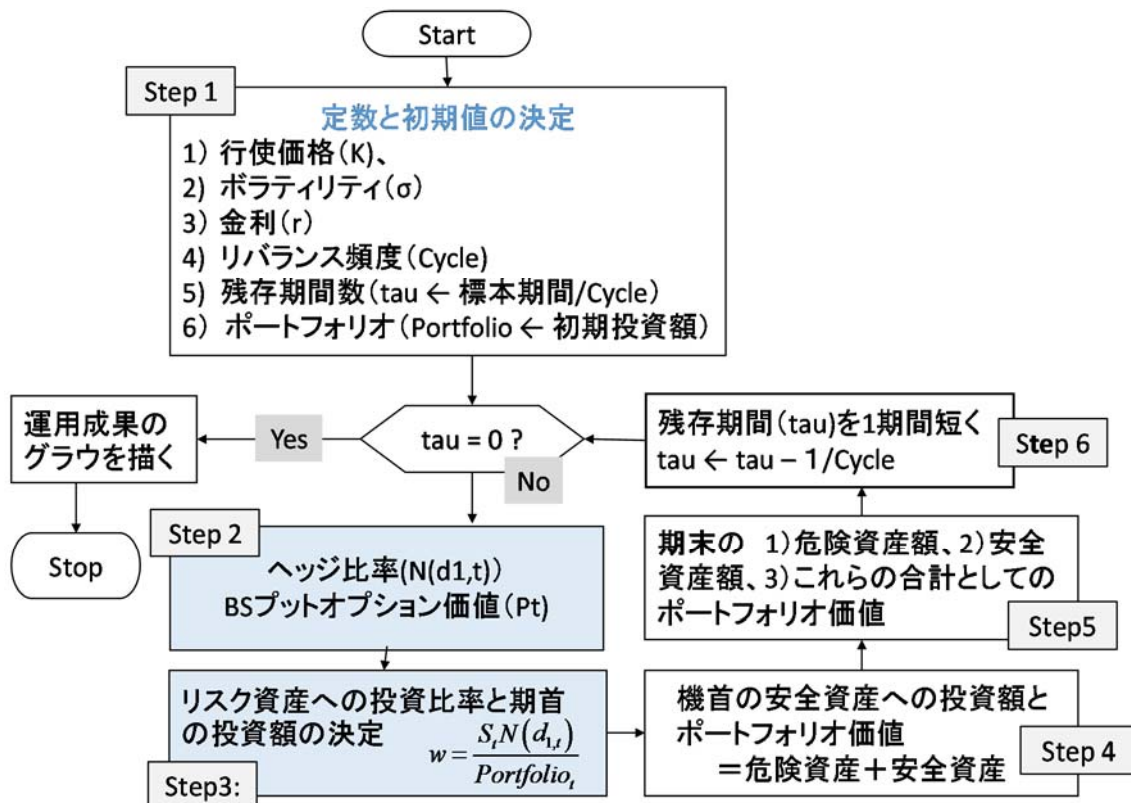 Start
Step 1
定数と初期値の決定
1) 行使価格(K)、
2) ボラティリティ(σ)
3) 金利(r)
4) リバランス頻度(Cycle)
5) 残存期間数(tau ← 標本期間/Cycle)
6) ポートフォリオ(Portfolio ← 初期投資額)
tau = 0 ?
Yes
運用成果の
グラウを描く
Stop
No
Step 2
ヘッジ比率(N(d1,t))
BSプットオプション価値(Pt)
リスク資産への投資比率と期首
の投資額の決定
w = S_t N(d_{1,t}) / Portfolio_t
Step3:
機首の安全資産への投資額と
ポートフォリオ価値
=危険資産+安全資産
Step 4
期末の 1)危険資産額、2)安全
資産額、3)これらの合計としての
ポートフォリオ価値
Step5
残存期間(tau)を1期間短く
tau ← tau − 1/Cycle
Step 6